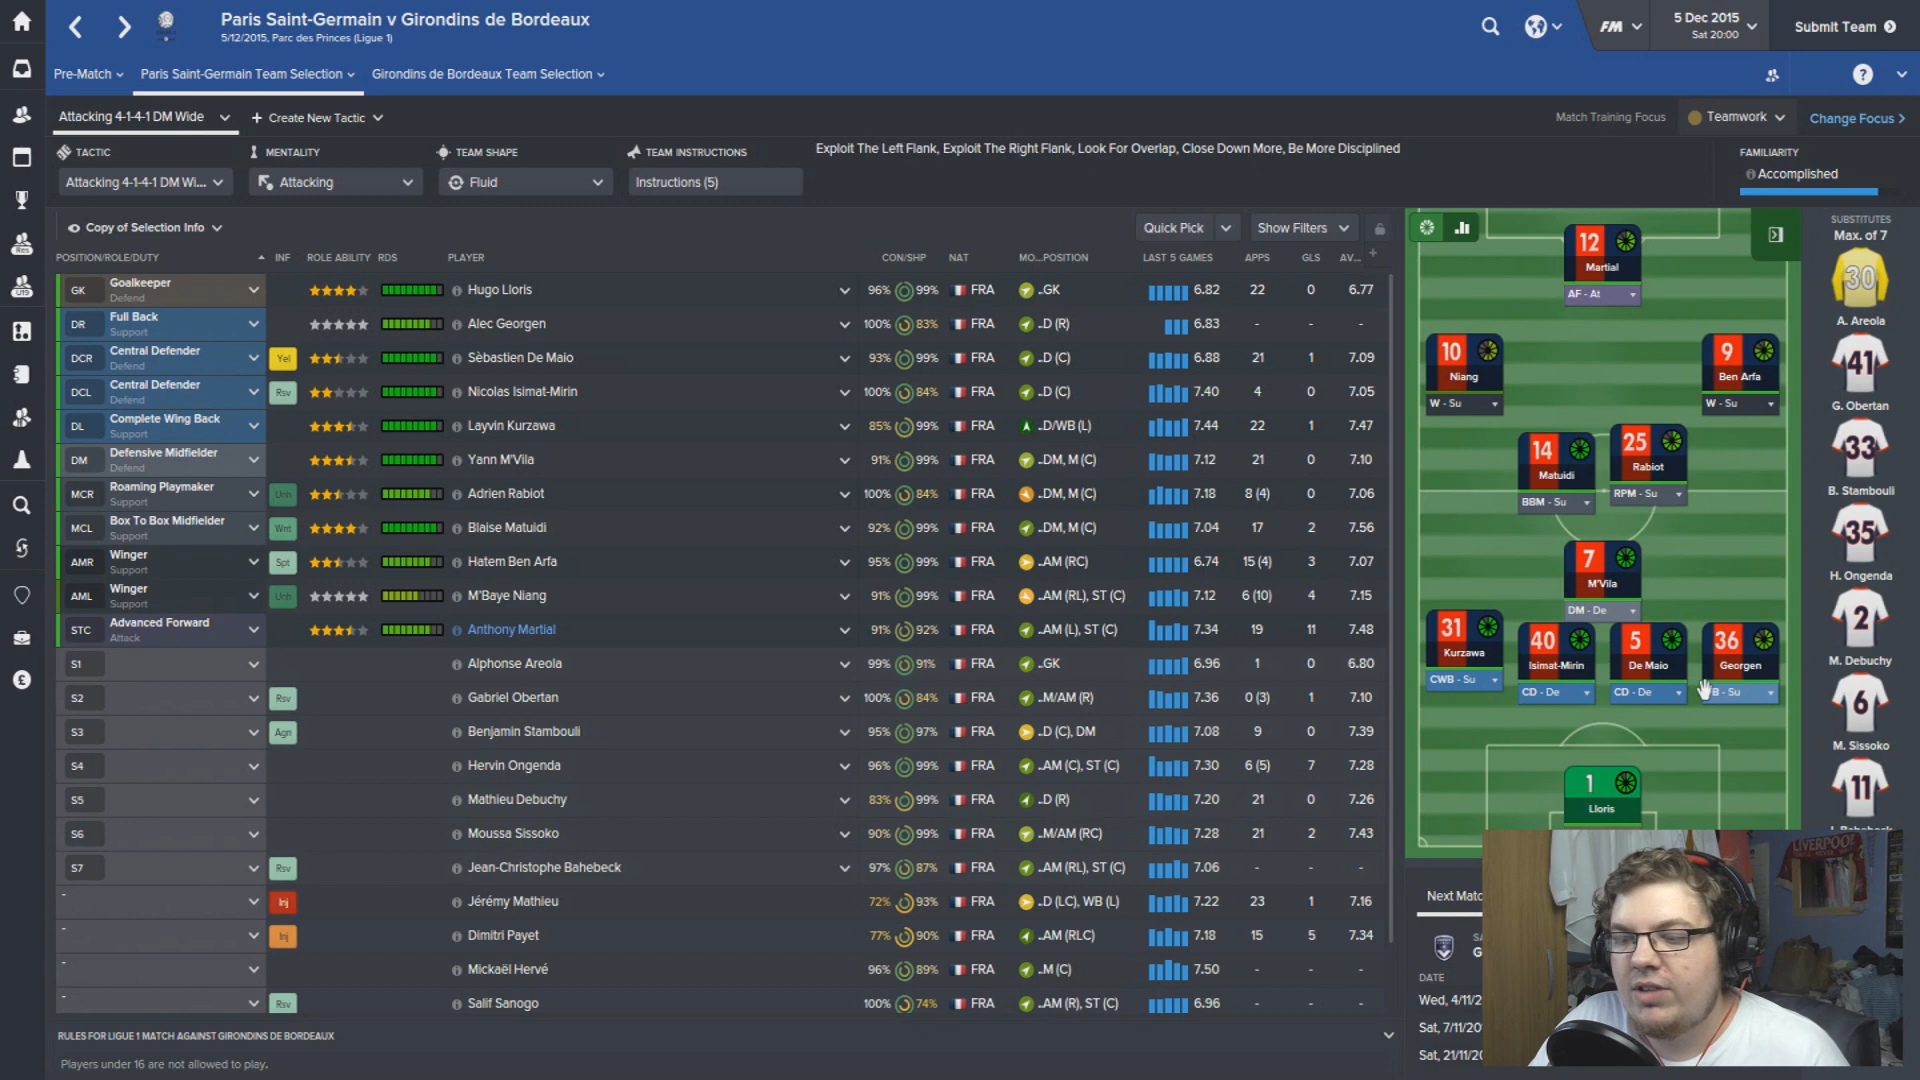 Paris Saint-Germain v Girondins de Bordeaux
5/12/2015, Parc des Princes (Ligue 1)
FM
5 Dec 2015
Sat 20:00
Submit Team
Pre-Match
Paris Saint-Germain Team Selection
Girondins de Bordeaux Team Selection
?
Attacking 4-1-4-1 DM Wide
+ Create New Tactic
Match Training Focus
Teamwork
Change Focus >
TACTIC
MENTALITY
TEAM SHAPE
TEAM INSTRUCTIONS
Exploit The Left Flank, Exploit The Right Flank, Look For Overlap, Close Down More, Be More Disciplined
FAMILIARITY
Accomplished
Attacking 4-1-4-1 DM Wi...
Attacking
Fluid
Instructions (5)
Copy of Selection Info
Quick Pick
Show Filters
POSITION/ROLE/DUTY INF ROLE ABILITY RDS PLAYER CON/SHP NAT MO...POSITION LAST 5 GAMES APPS GLS AV...
GK Goalkeeper Defend Hugo Lloris 96% 99% FRA ..GK 6.82 22 0 6.77
DR Full Back Support Alec Georgen 100% 83% FRA ..D (R) 6.83 - - -
DCR Central Defender Defend Yel Sèbastien De Maio 93% 99% FRA ..D (C) 6.88 21 1 7.09
DCL Central Defender Defend Rsv Nicolas Isimat-Mirin 100% 84% FRA ..D (C) 7.40 4 0 7.05
DL Complete Wing Back Support Layvin Kurzawa 85% 99% FRA ..D/WB (L) 7.44 22 1 7.47
DM Defensive Midfielder Defend Yann M'Vila 91% 99% FRA ..DM, M (C) 7.12 21 0 7.10
MCR Roaming Playmaker Support Unh Adrien Rabiot 100% 84% FRA ..DM, M (C) 7.18 8 (4) 0 7.06
MCL Box To Box Midfielder Support Wnt Blaise Matuidi 92% 99% FRA ..DM, M (C) 7.04 17 2 7.56
AMR Winger Support Spt Hatem Ben Arfa 95% 99% FRA ..AM (RC) 6.74 15 (4) 3 7.07
AML Winger Support Unh M'Baye Niang 91% 99% FRA ..AM (RL), ST (C) 7.12 6 (10) 4 7.15
STC Advanced Forward Attack Anthony Martial 91% 92% FRA ..AM (L), ST (C) 7.34 19 11 7.48
S1 Alphonse Areola 99% 91% FRA ..GK 6.96 1 0 6.80
S2 Rsv Gabriel Obertan 100% 84% FRA ..M/AM (R) 7.36 0 (3) 1 7.10
S3 Agn Benjamin Stambouli 95% 97% FRA ..D (C), DM 7.08 9 0 7.39
S4 Hervin Ongenda 96% 99% FRA ..AM (C), ST (C) 7.30 6 (5) 7 7.28
S5 Mathieu Debuchy 83% 99% FRA ..D (R) 7.20 21 0 7.26
S6 Moussa Sissoko 90% 99% FRA ..M/AM (RC) 7.28 21 2 7.43
S7 Rsv Jean-Christophe Bahebeck 97% 87% FRA ..AM (RL), ST (C) 7.06 - - -
- Inj Jérémy Mathieu 72% 93% FRA ..D (LC), WB (L) 7.22 23 1 7.16
- Inj Dimitri Payet 77% 90% FRA ..AM (RLC) 7.18 15 5 7.34
- Mickaël Hervé 96% 89% FRA ..M (C) 7.50 - - -
- Rsv Salif Sanogo 100% 74% FRA ..AM (R), ST (C) 6.96 - - -
RULES FOR LIGUE 1 MATCH AGAINST GIRONDINS DE BORDEAUX
Players under 16 are not allowed to play.
12
Martial
AF - At
10
Niang
W - Su
9
Ben Arfa
W - Su
14
Matuidi
BBM - Su
25
Rabiot
RPM - Su
7
M'Vila
DM - De
31
Kurzawa
CWB - Su
40
Isimat-Mirin
CD - De
5
De Maio
CD - De
36
Georgen
B - Su
1
Lloris
SUBSTITUTES
Max. of 7
30
A. Areola
41
G. Obertan
33
B. Stambouli
35
H. Ongenda
2
M. Debuchy
6
M. Sissoko
11
Next Matc
DATE
Wed, 4/11/2
Sat, 7/11/20
Sat, 21/11/20
LIVERPOOL